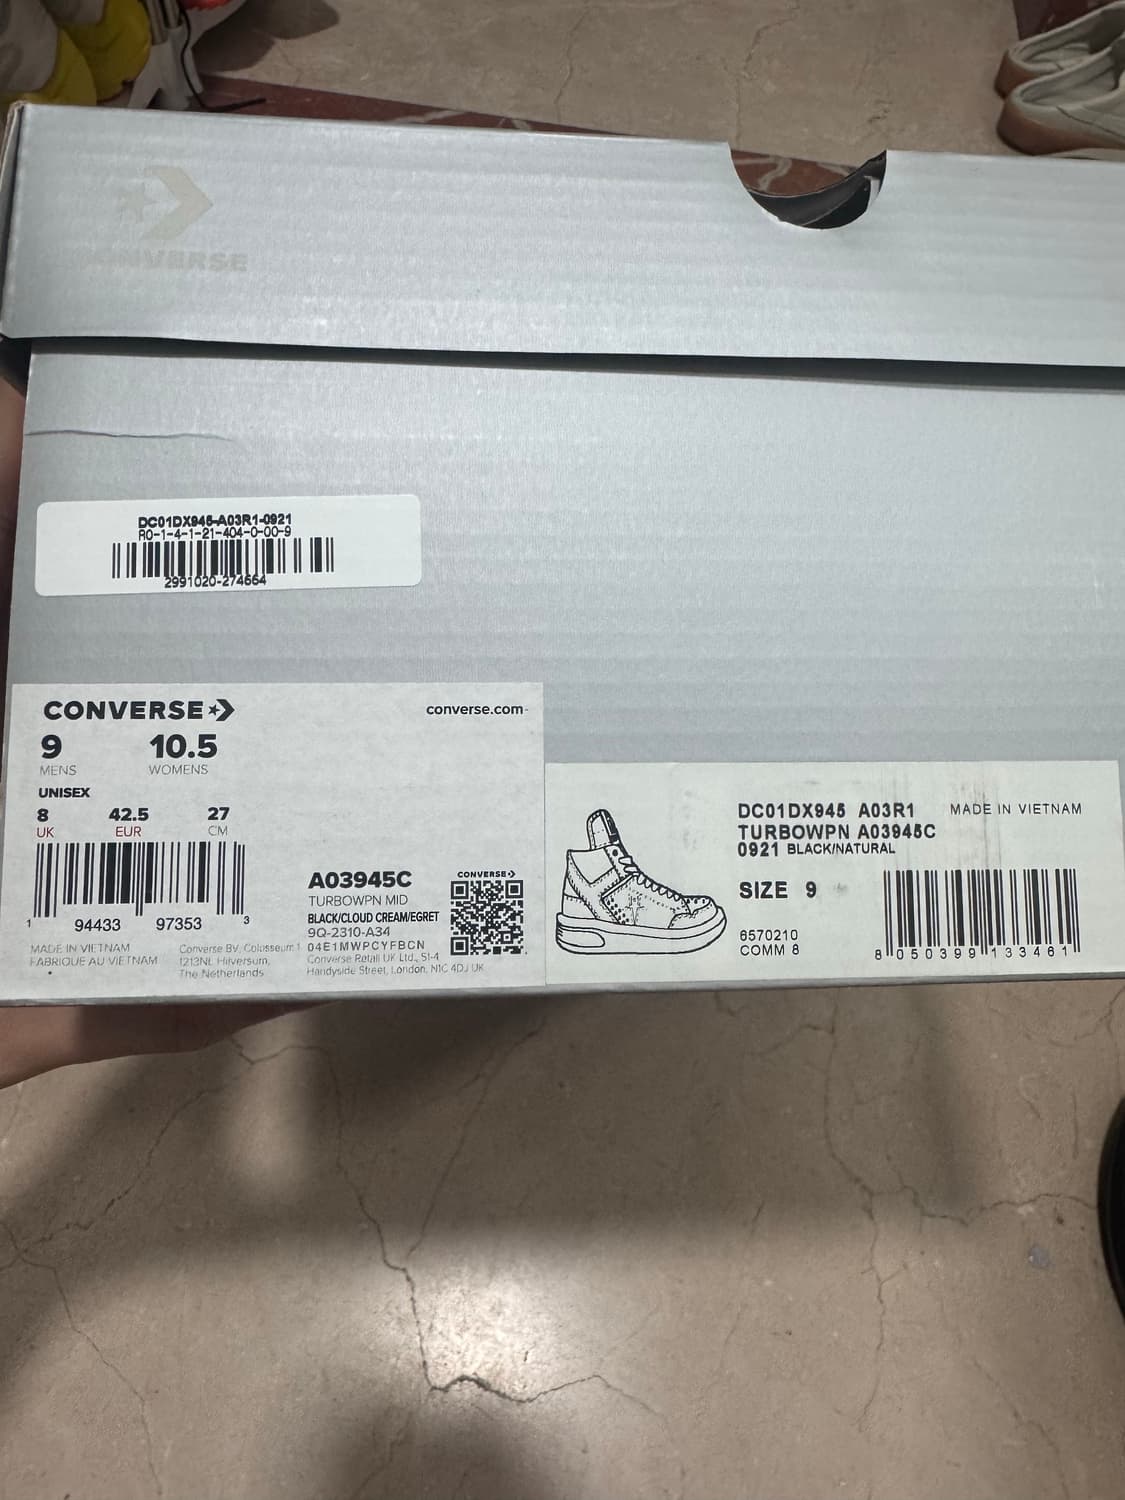 CONVERSE
DC01DX945-A03R1-0921
R0-1-4-1-21-404-0-00-9
2991020-274664
CONVERSE
converse.com
9 10.5
MENS WOMENS
UNISEX
8 42.5 27
UK EUR CM
1 94433 97353 3
MADE IN VIETNAM
FABRIQUE AU VIETNAM
Converse BV, Colosseum 1
1213NL Hilversum,
The Netherlands
A03945C
TURBOWPN MID
BLACK/CLOUD CREAM/EGRET
9Q-2310-A34
04E1MWPCYFBCN
Converse Retail UK Ltd., S1-4
Handyside Street, London, N1C 4DJ UK
CONVERSE
DC01DX945 A03R1 MADE IN VIETNAM
TURBOWPN A03945C
0921 BLACK/NATURAL
SIZE 9
6570210
COMM 8
8 050399 133461